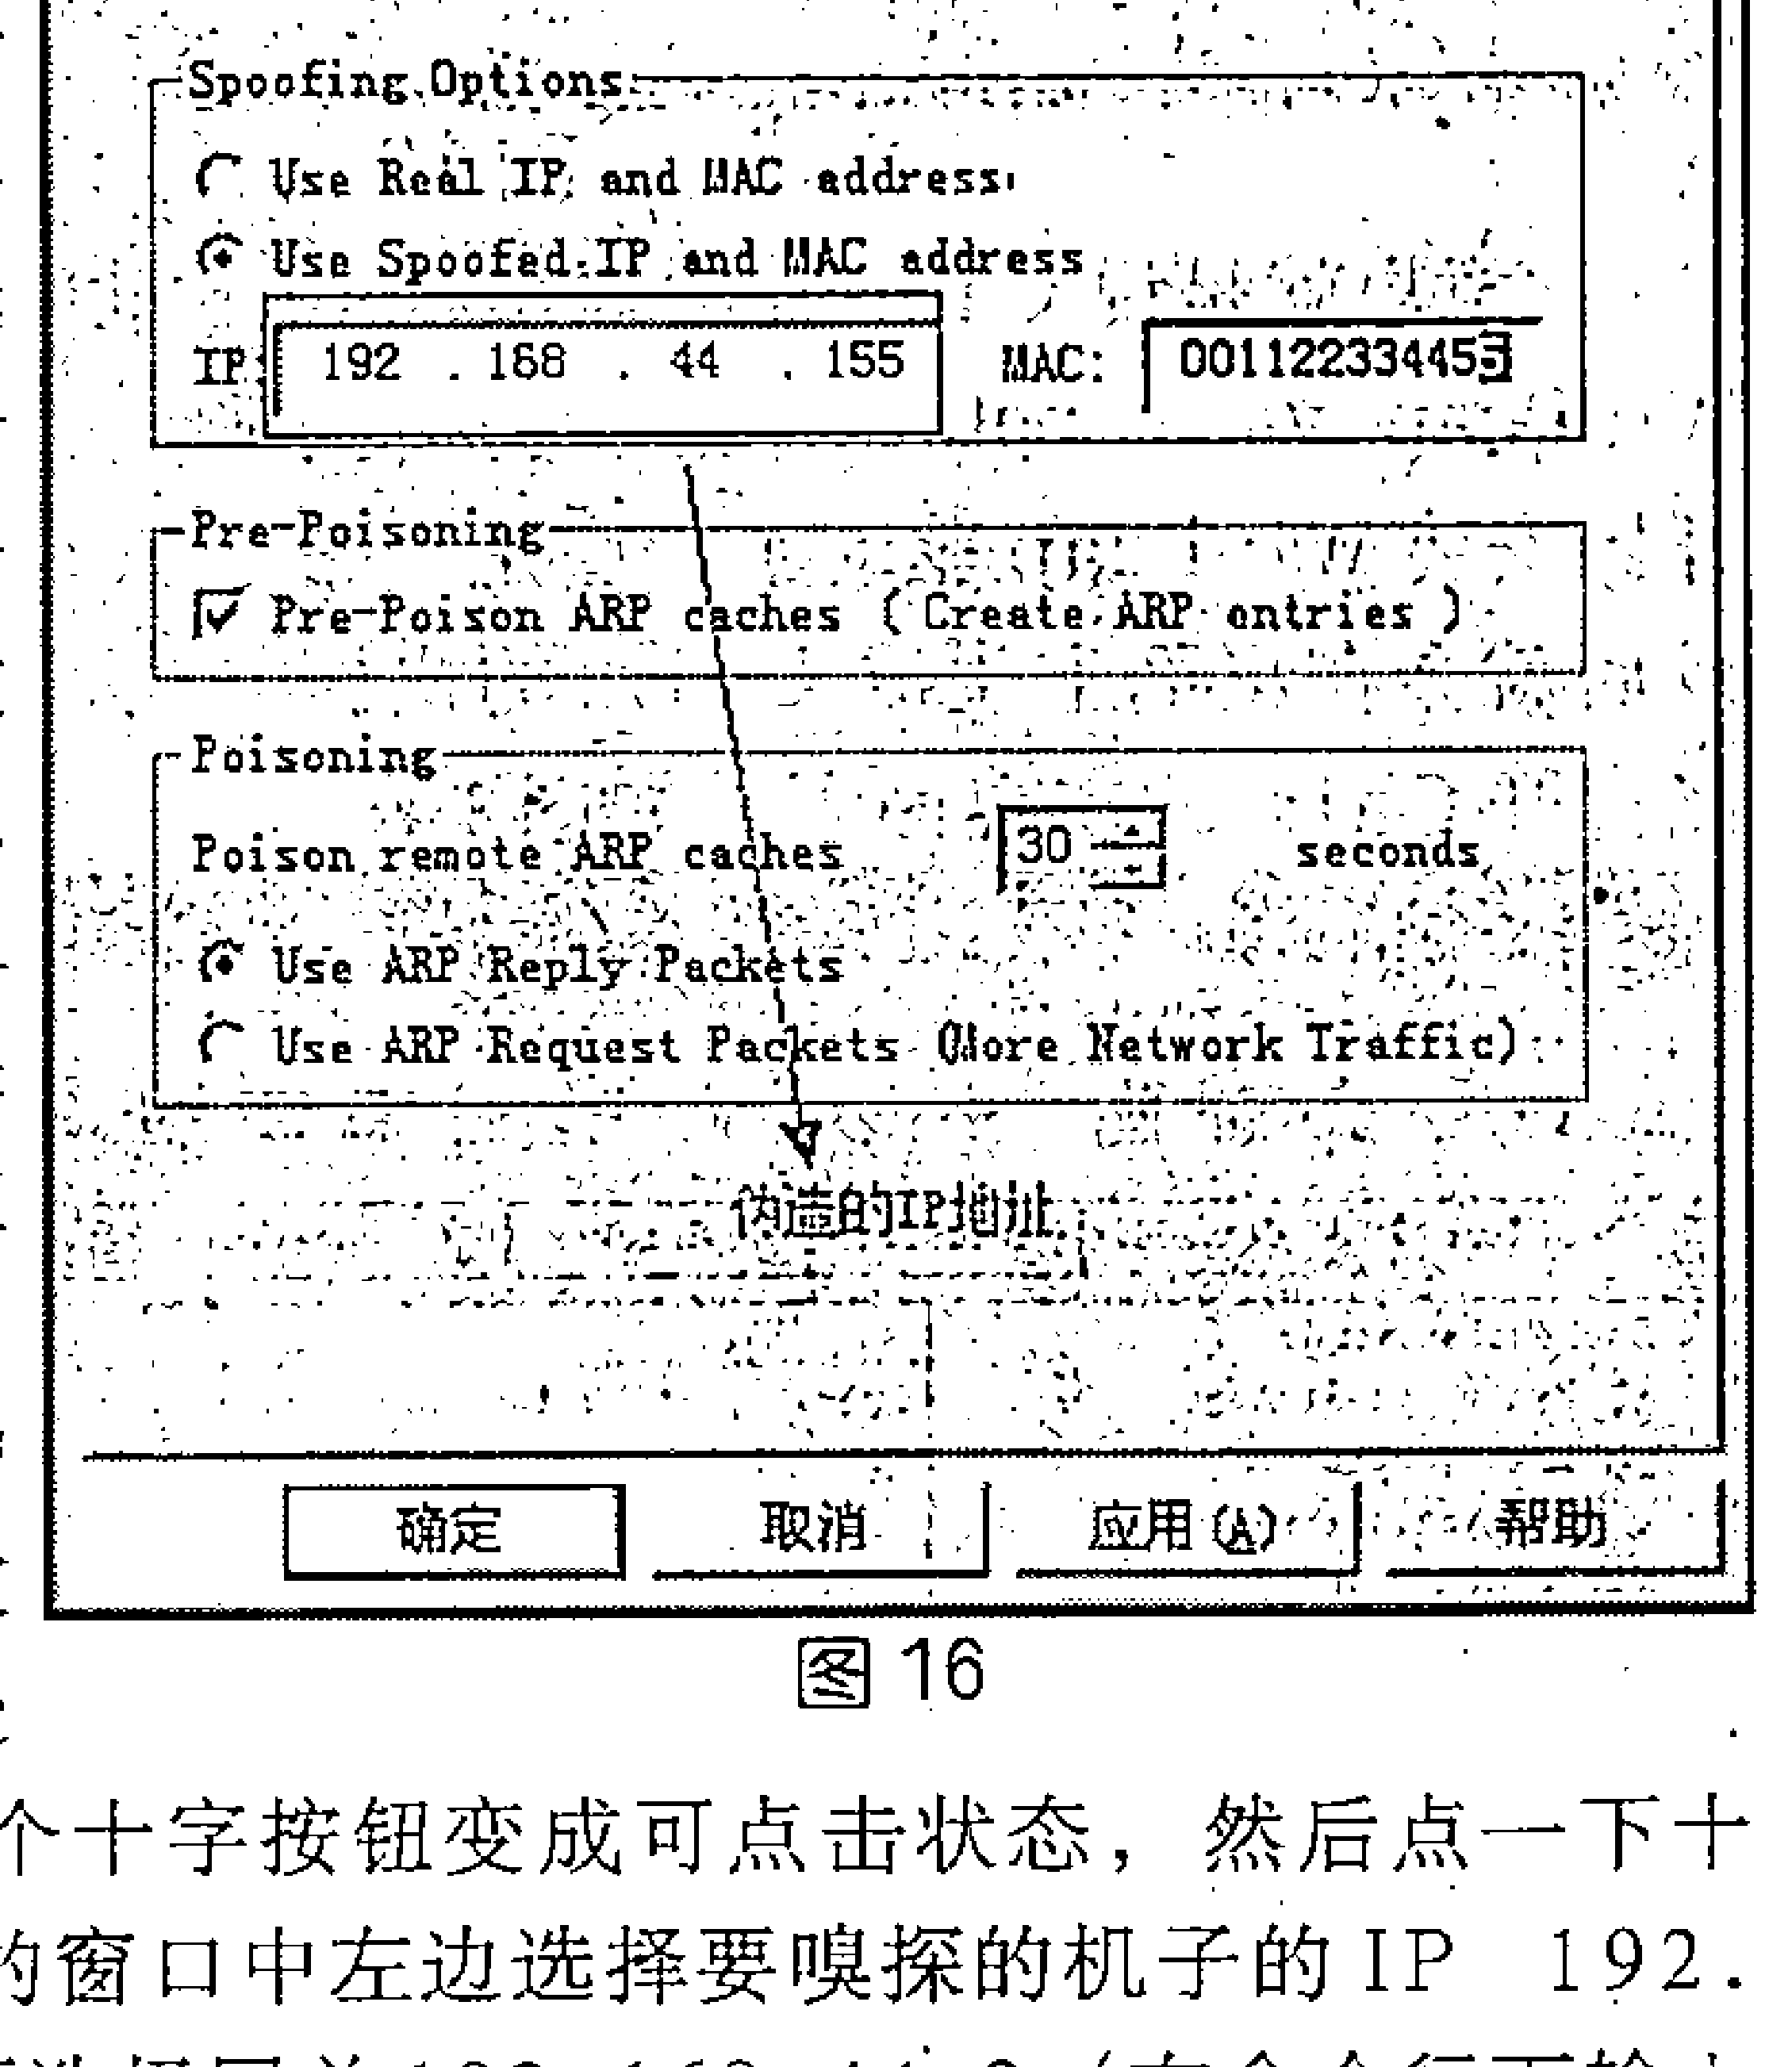 Spoofing Options
Use Real IP and MAC address
Use Spoofed IP and MAC address
IP 192 . 168 . 44 . 155 MAC: 001122334455
Pre-Poisoning
Pre-Poison ARP caches ( Create ARP entries )
Poisoning
Poison remote ARP caches 30 seconds
Use ARP Reply Packets
Use ARP Request Packets (More Network Traffic)
伪造的IP地址
确定 取消 应用(A) 帮助
图 16
个十字按钮变成可点击状态，然后点一下十
的窗口中左边选择要嗅探的机子的IP 192.